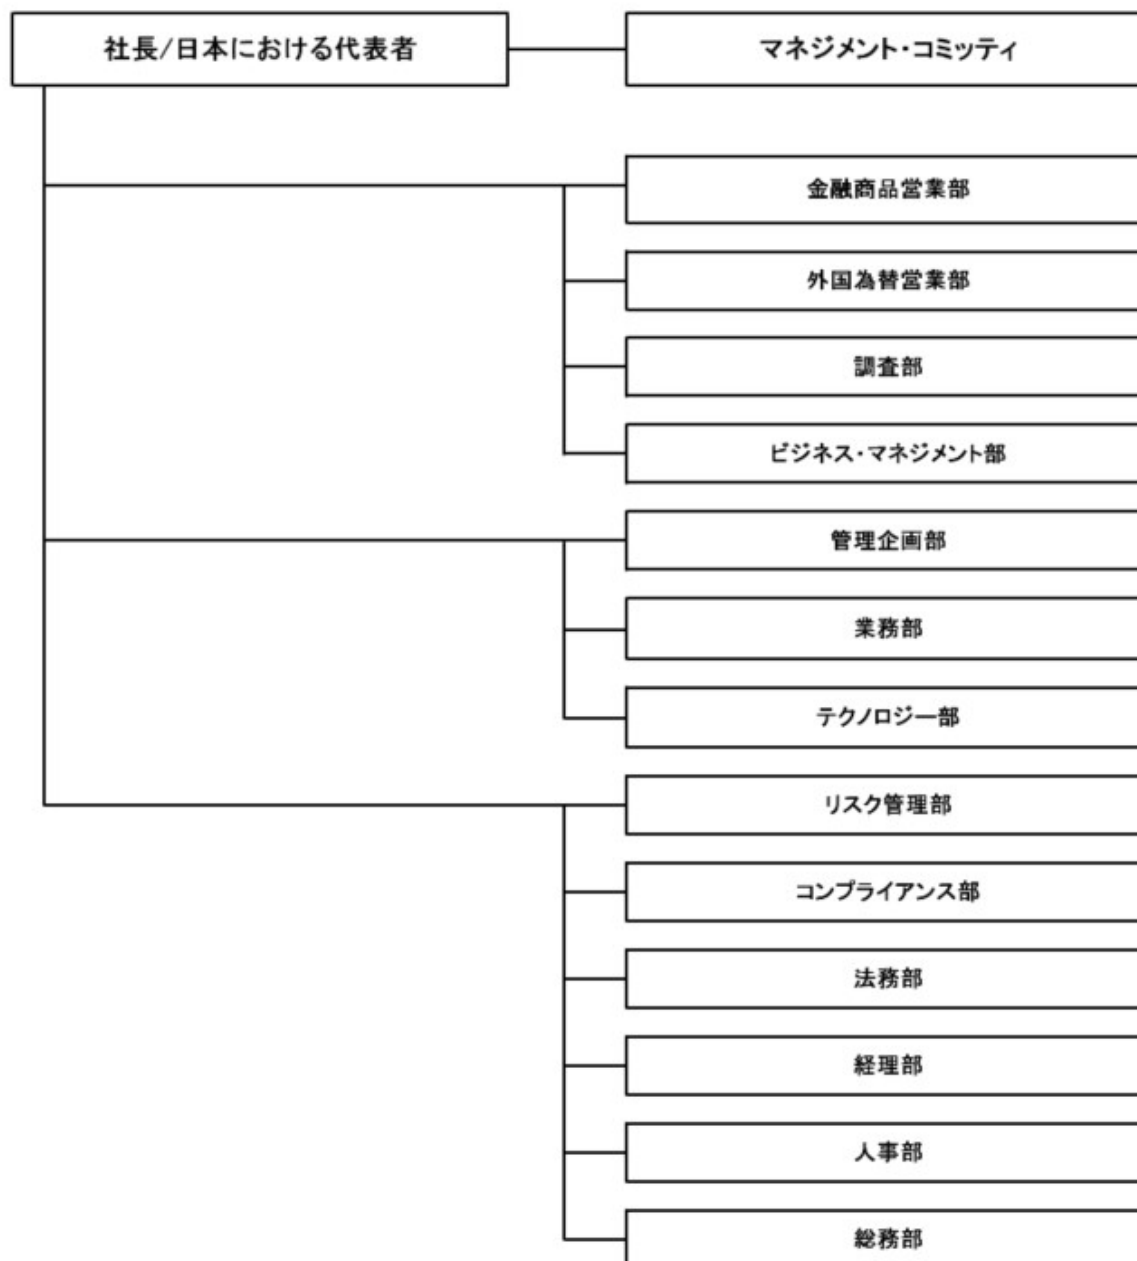 社長/日本における代表者
マネジメント・コミッティ
金融商品営業部
外国為替営業部
調査部
ビジネス・マネジメント部
管理企画部
業務部
テクノロジー部
リスク管理部
コンプライアンス部
法務部
経理部
人事部
総務部